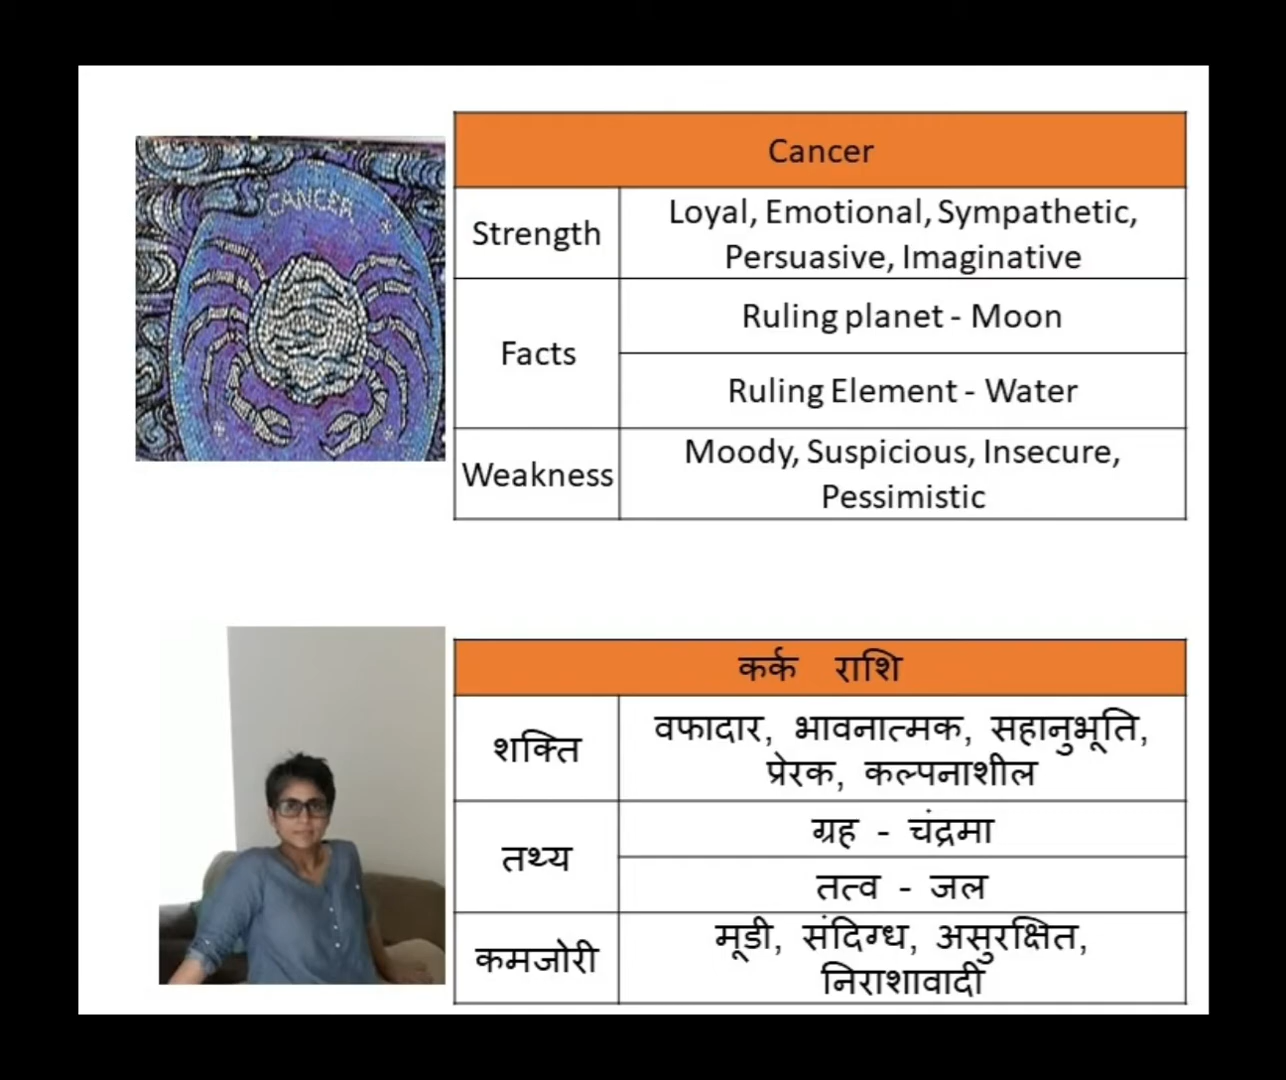 CANCER
Cancer
Strength
Loyal, Emotional, Sympathetic,
Persuasive, Imaginative
Facts
Ruling planet - Moon
Ruling Element - Water
Weakness
Moody, Suspicious, Insecure,
Pessimistic
कर्क राशि
शक्ति
वफादार, भावनात्मक, सहानुभूति,
प्रेरक, कल्पनाशील
तथ्य
ग्रह - चंद्रमा
तत्व - जल
कमजोरी
मूडी, संदिग्ध, असुरक्षित,
निराशावादी